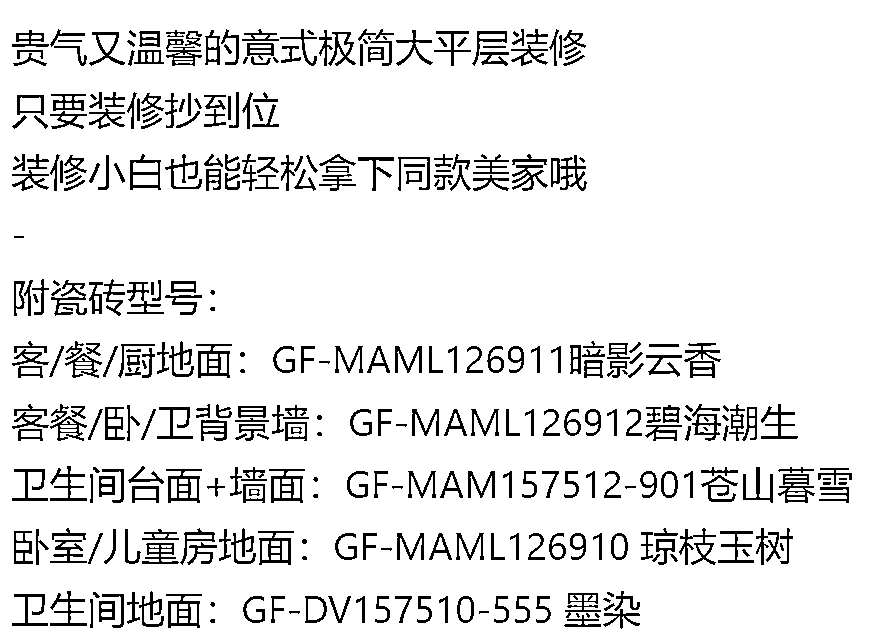 贵气又温馨的意式极简大平层装修
只要装修抄到位
装修小白也能轻松拿下同款美家哦
-
附瓷砖型号：
客/餐/厨地面：GF-MAML126911暗影云香
客餐/卧/卫背景墙：GF-MAML126912碧海潮生
卫生间台面+墙面：GF-MAM157512-901苍山暮雪
卧室/儿童房地面：GF-MAML126910 琼枝玉树
卫生间地面：GF-DV157510-555 墨染